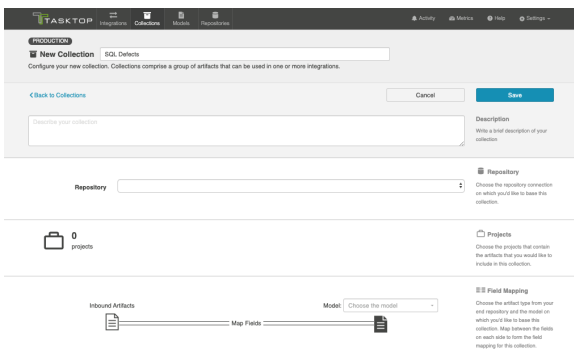 TASKTOP
Integrations
Collections
Models
Repositories
Activity
Metrics
Help
Settings
PRODUCTION
New Collection
SQL Defects
Configure your new collection. Collections comprise a group of artifacts that can be used in one or more integrations.
Back to Collections
Cancel
Save
Describe your collection
Description
Write a brief description of your
collection
Repository
Repository
Choose the repository connection
on which you'd like to base this
collection.
0
projects
Projects
Choose the projects that contain
the artifacts that you would like to
include in this collection.
Inbound Artifacts
Model:
Choose the model
Map Fields
Field Mapping
Choose the artifact type from your
end repository and the model on
which you'd like to base this
collection. Map between the fields
on each side to form the field
mapping for this collection.